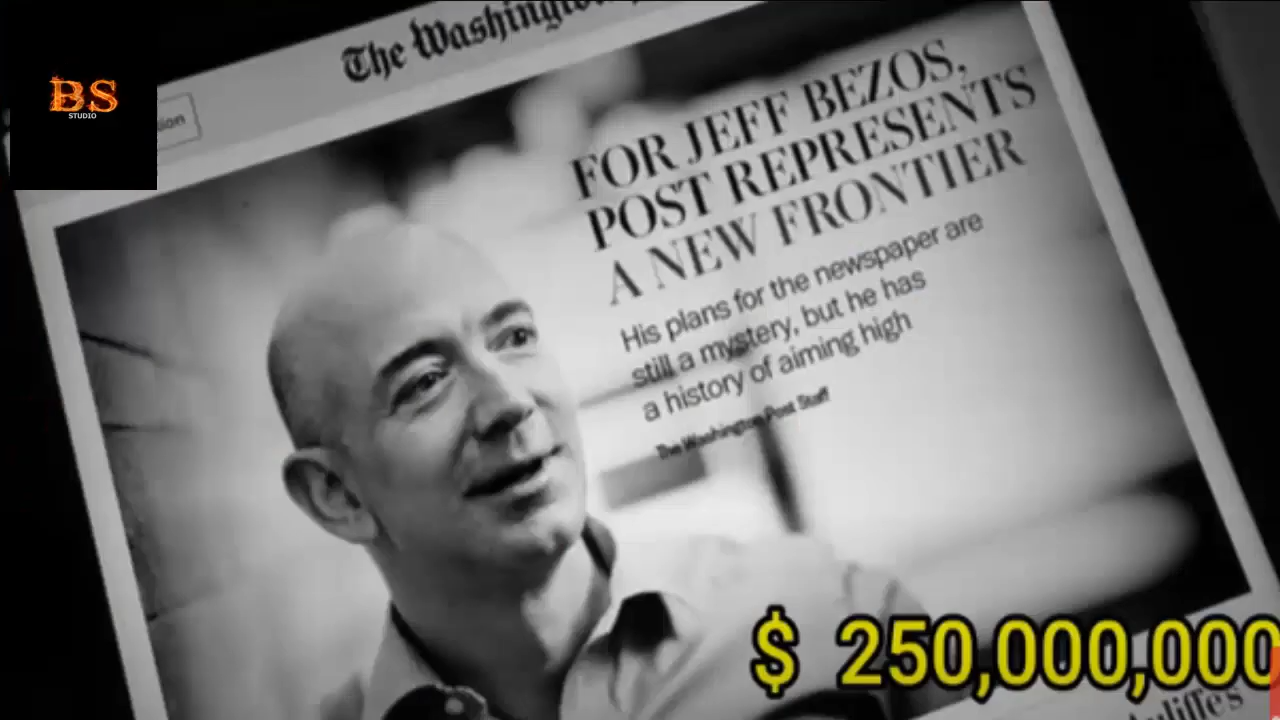 The Washington
BS
STUDIO
FOR JEFF BEZOS,
POST REPRESENTS
A NEW FRONTIER
His plans for the newspaper are
still a mystery, but he has
a history of aiming high
The Washington Post Staff
$ 250,000,000